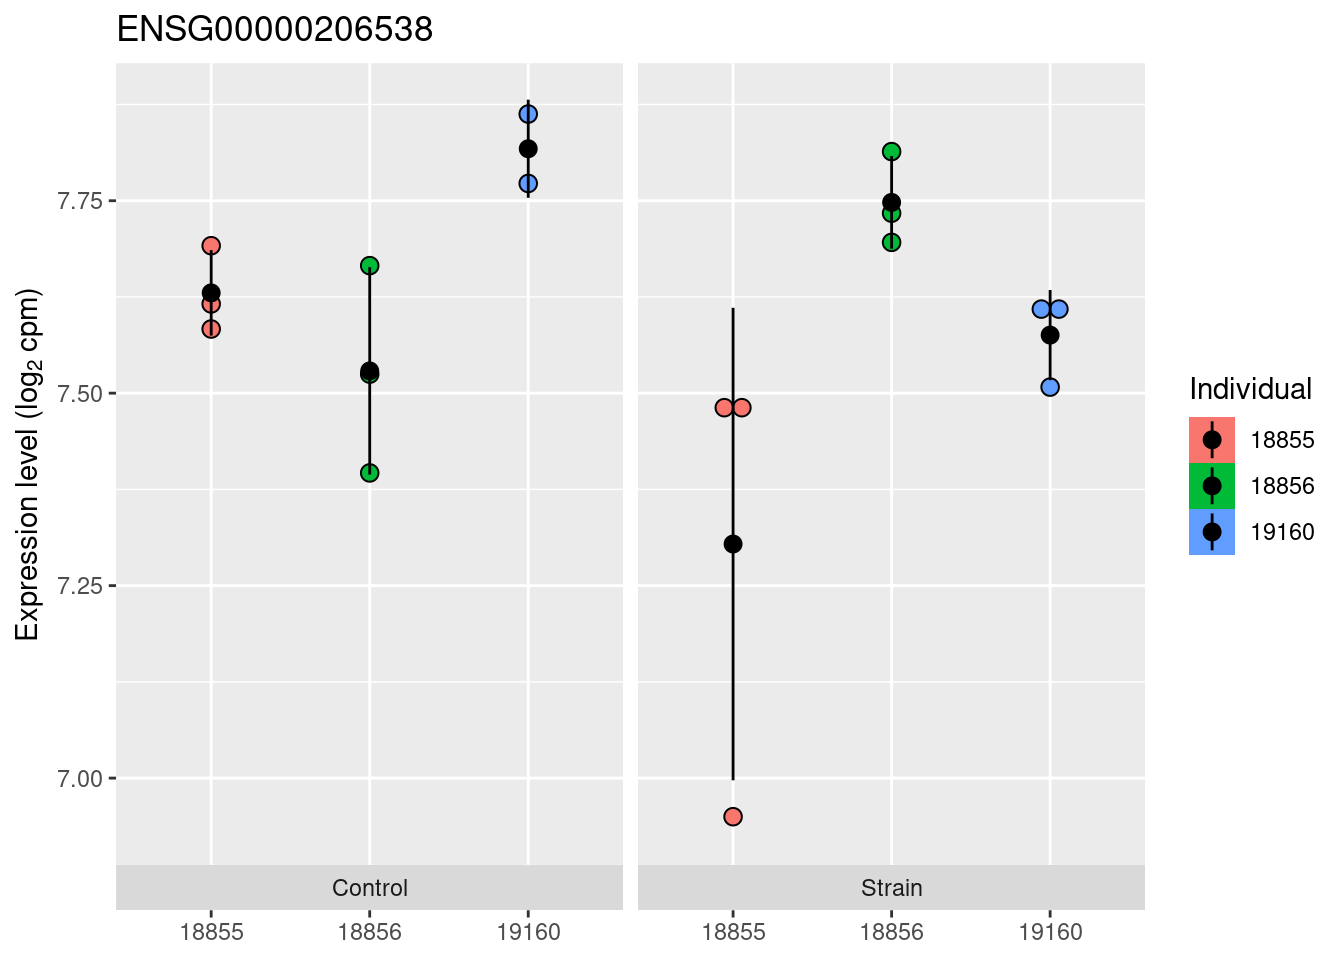 ENSG00000206538
Expression level (log₂ cpm)
7.75
7.50
7.25
7.00
Control
Strain
18855
18856
19160
18855
18856
19160
Individual
18855
18856
19160